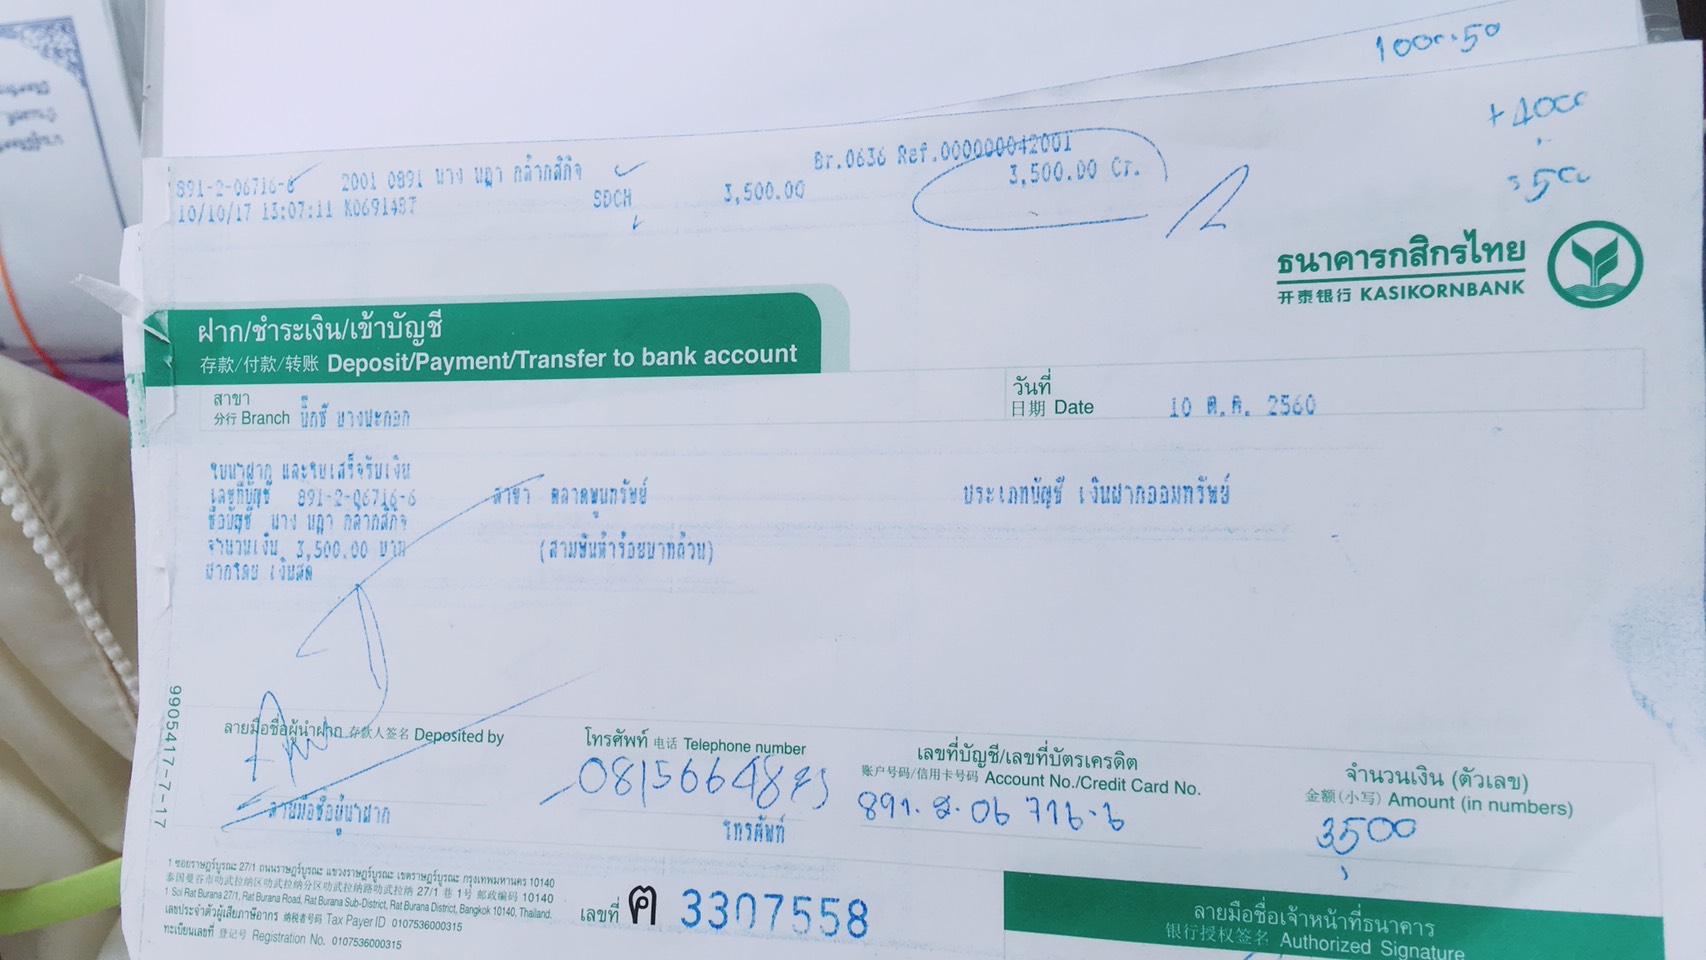 1000.50
+4000
3500
891-2-06716-6 2001 0891 นาง นฎา กล้ากสิกิจ SDCH 3,500.00 Br.0636 Ref.000000042001
10/10/17 13:07:11 K0691487 3,500.00 Cr.
ธนาคารกสิกรไทย
开泰银行 KASIKORNBANK
ฝาก/ชำระเงิน/เข้าบัญชี
存款/付款/转账 Deposit/Payment/Transfer to bank account
สาขา
分行 Branch บิ๊กซี บางปะกอก
วันที่
日期 Date 10 ต.ค. 2560
ใบนำฝาก และใบเสร็จรับเงิน
เลขที่บัญชี 891-2-06716-6 สาขา ตลาดพูนทรัพย์ ประเภทบัญชี เงินฝากออมทรัพย์
ชื่อบัญชี นาง นฎา กล้ากสิกิจ
จำนวนเงิน 3,500.00 บาท (สามพันห้าร้อยบาทถ้วน)
ฝากโดย เงินสด
9905417-7-17
ลายมือชื่อผู้นำฝาก 存款人签名 Deposited by
ลายมือชื่อผู้นำฝาก
โทรศัพท์ 电话 Telephone number
โทรศัพท์
เลขที่บัญชี/เลขที่บัตรเครดิต
账户号码/信用卡号码 Account No./Credit Card No.
891-2-06716-6
จำนวนเงิน (ตัวเลข)
金额(小写) Amount (in numbers)
3500
1 ซอยราษฎร์บูรณะ 27/1 ถนนราษฎร์บูรณะ แขวงราษฎร์บูรณะ เขตราษฎร์บูรณะ กรุงเทพมหานคร 10140
泰国曼谷市叻武拉纳区叻武拉纳分区叻武拉纳路叻武拉纳 27/1 巷 1号 邮政编码 10140
1 Soi Rat Burana 27/1, Rat Burana Road, Rat Burana Sub-District, Rat Burana District, Bangkok 10140, Thailand.
เลขประจำตัวผู้เสียภาษีอากร 纳税者号码 Tax Payer ID 0107536000315
ทะเบียนเลขที่ 登记号 Registration No. 0107536000315
เลขที่ ฅ 3307558
ลายมือชื่อเจ้าหน้าที่ธนาคาร
银行授权签名 Authorized Signature